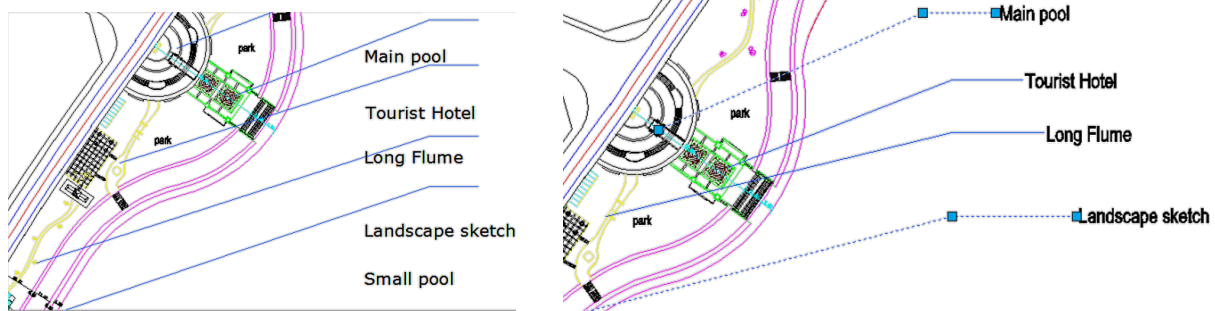 park
Main pool
Tourist Hotel
park
Long Flume
Landscape sketch
Small pool
Main pool
Tourist Hotel
park
Long Flume
park
Landscape sketch